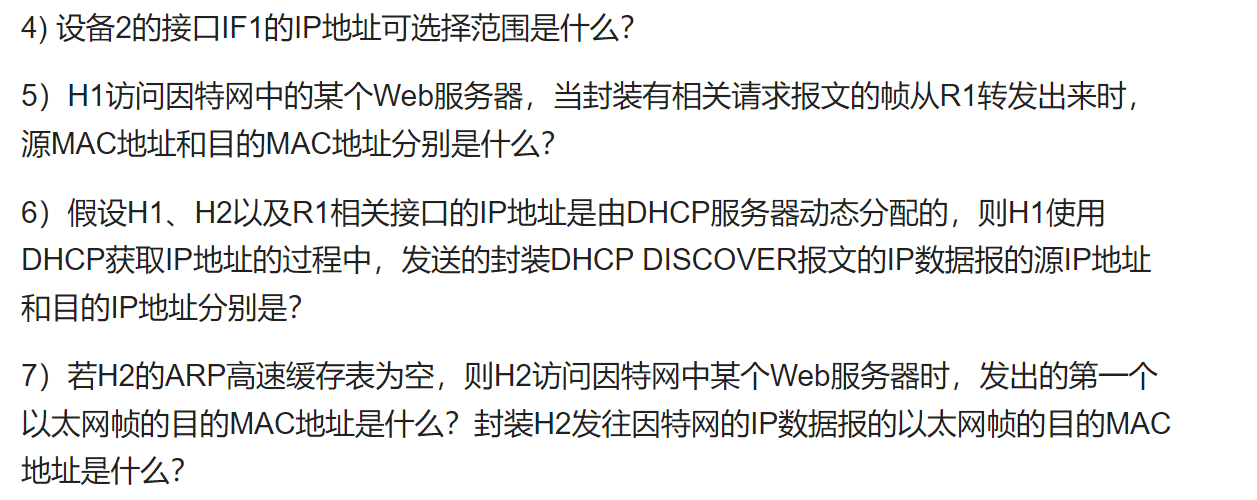 4) 设备2的接口IF1的IP地址可选择范围是什么？
5）H1访问因特网中的某个Web服务器，当封装有相关请求报文的帧从R1转发出来时，
源MAC地址和目的MAC地址分别是什么？
6）假设H1、H2以及R1相关接口的IP地址是由DHCP服务器动态分配的，则H1使用
DHCP获取IP地址的过程中，发送的封装DHCP DISCOVER报文的IP数据报的源IP地址
和目的IP地址分别是？
7）若H2的ARP高速缓存表为空，则H2访问因特网中某个Web服务器时，发出的第一个
以太网帧的目的MAC地址是什么？封装H2发往因特网的IP数据报的以太网帧的目的MAC
地址是什么？